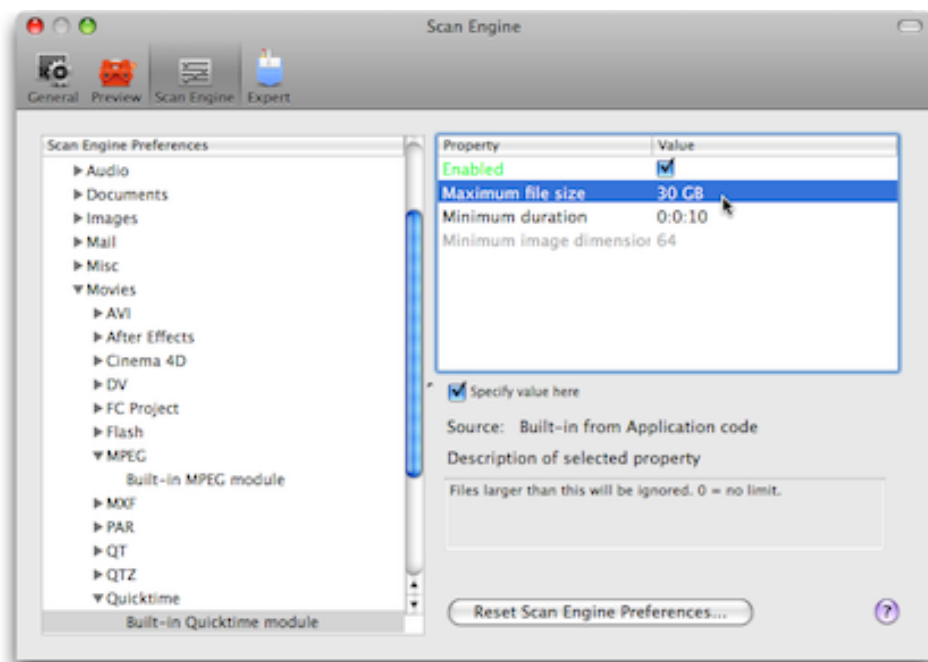 Scan Engine
General Preview Scan Engine Expert
Scan Engine Preferences
Audio
Documents
Images
Mail
Misc
Movies
AVI
After Effects
Cinema 4D
DV
FC Project
Flash
MPEG
Built-in MPEG module
MXF
PAR
QT
QTZ
Quicktime
Built-in Quicktime module
Property Value
Enabled
Maximum file size 30 GB
Minimum duration 0:0:10
Minimum image dimension 64
Specify value here
Source: Built-in from Application code
Description of selected property
Files larger than this will be ignored. 0 = no limit.
Reset Scan Engine Preferences...
?